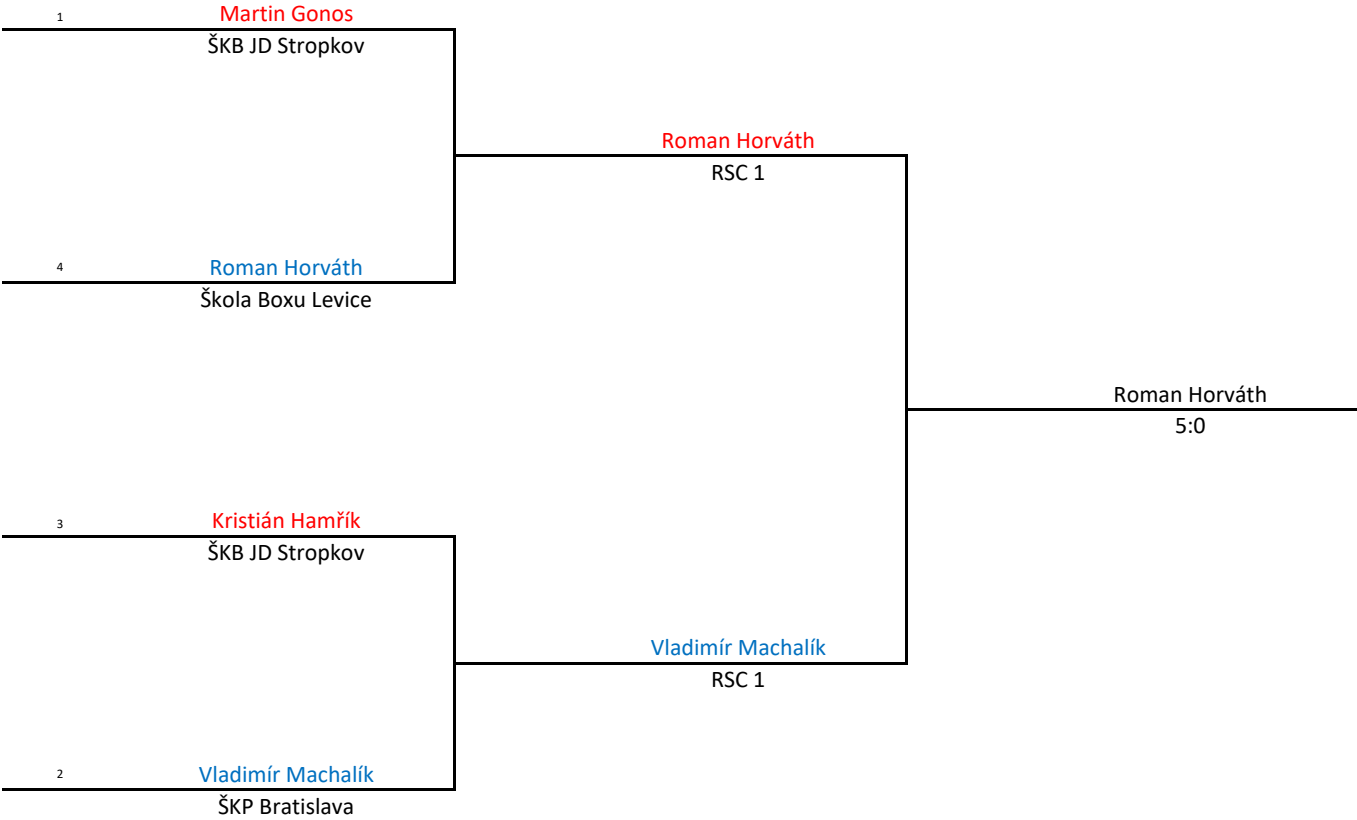 1 Martin Gonos
ŠKB JD Stropkov
Roman Horváth
RSC 1
4 Roman Horváth
Škola Boxu Levice
Roman Horváth
5:0
3 Kristián Hamřík
ŠKB JD Stropkov
Vladimír Machalík
RSC 1
2 Vladimír Machalík
ŠKP Bratislava